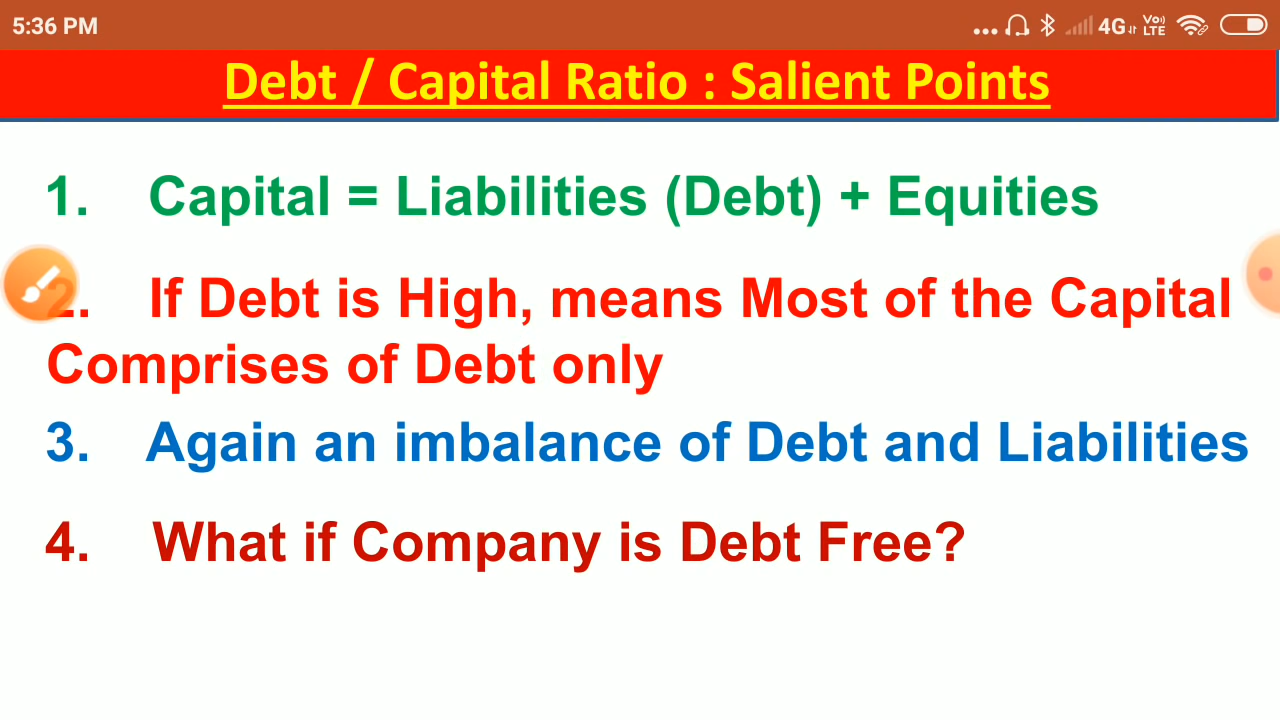 5:36 PM
4G Vo) LTE
Debt / Capital Ratio : Salient Points
1. Capital = Liabilities (Debt) + Equities
2. If Debt is High, means Most of the Capital
Comprises of Debt only
3. Again an imbalance of Debt and Liabilities
4. What if Company is Debt Free?